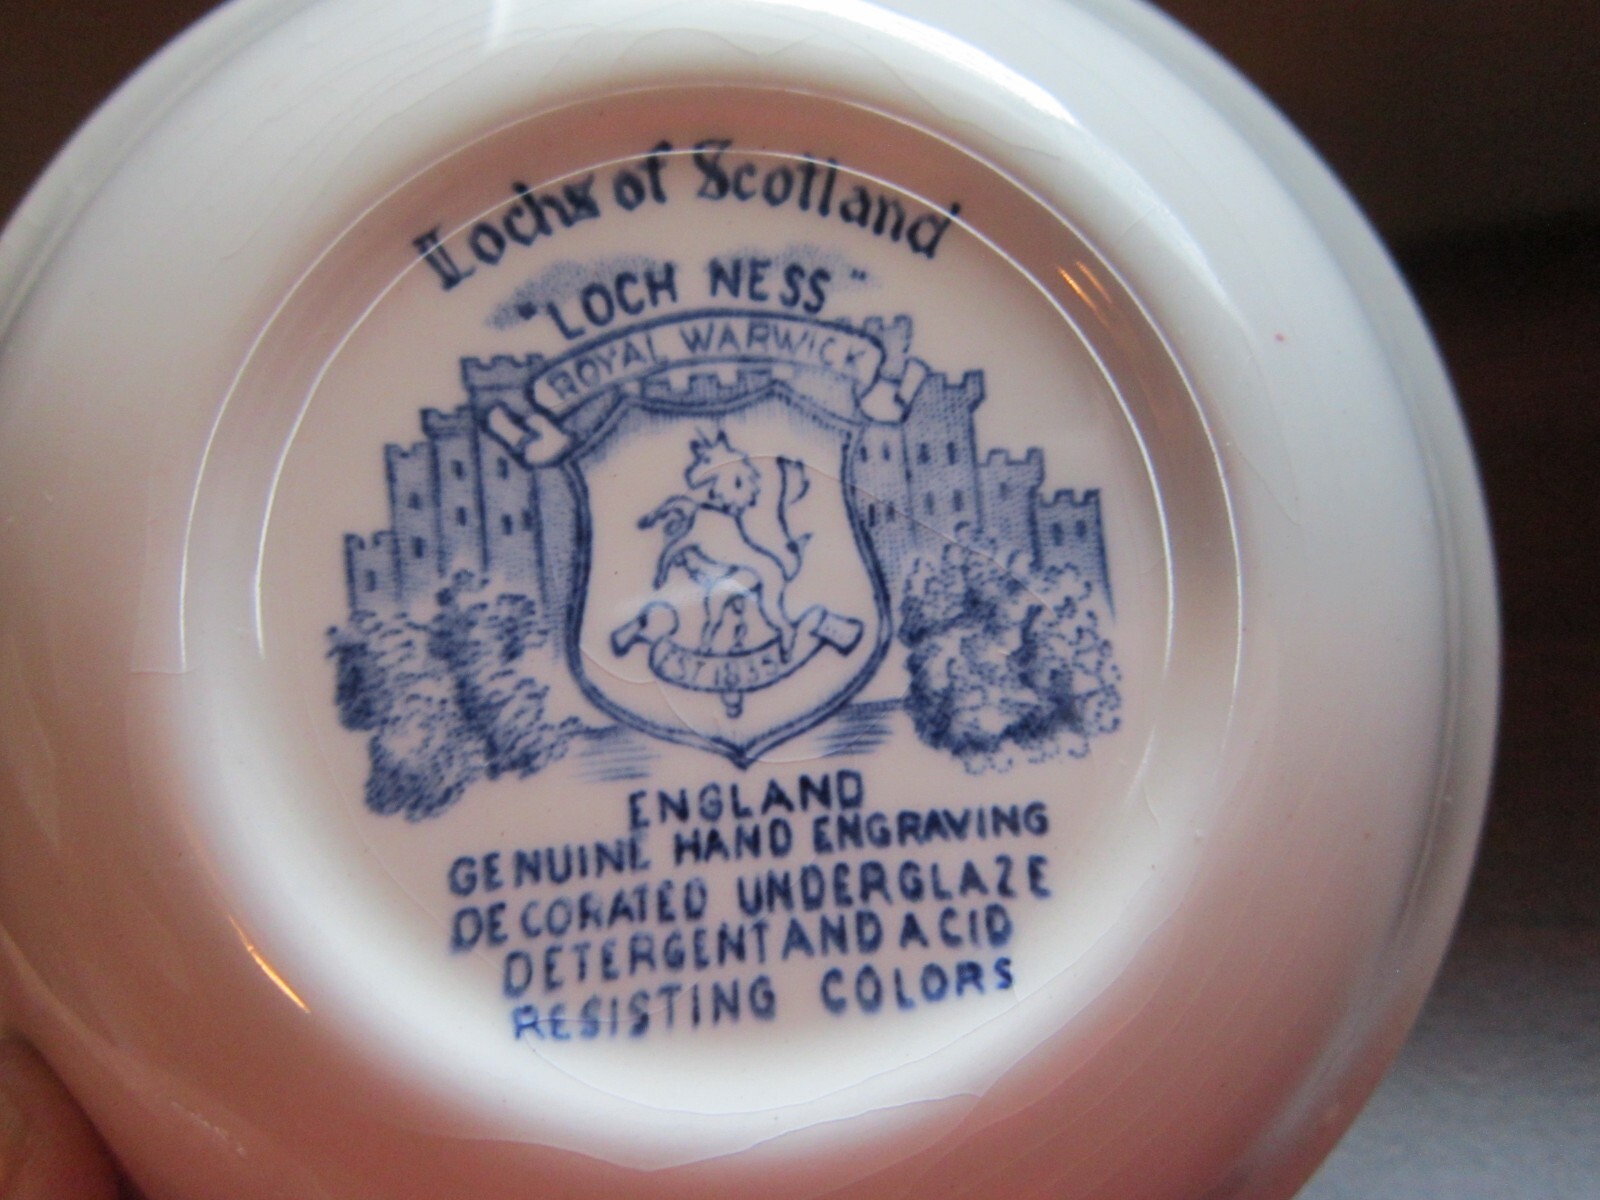 Lochs of Scotland
"LOCH NESS"
ROYAL WARWICK
EST 1835
ENGLAND
GENUINE HAND ENGRAVING
DECORATED UNDERGLAZE
DETERGENT AND ACID
RESISTING COLORS